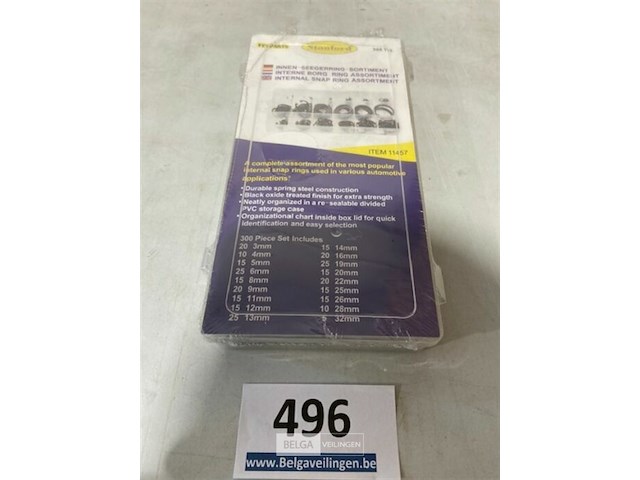 Stanford
INNEN-SEEGERRING-SORTIMENT
INTERNE BORG RING ASSORTIMENT
INTERNAL SNAP RING ASSORTMENT
ITEM 11457
A complete assortment of the most popular
internal snap rings used in various automotive
applications
• Durable spring steel construction
• Black oxide treated finish for extra strength
• Neatly organized in a re-sealable divided
PVC storage case
• Organizational chart inside box lid for quick
identification and easy selection
300 Piece Set Includes
20 3mm
10 4mm
15 5mm
25 6mm
15 8mm
20 9mm
15 11mm
15 12mm
25 13mm
15 14mm
20 16mm
25 19mm
15 20mm
20 22mm
15 25mm
15 26mm
10 28mm
5 32mm
496
BELGA VEILINGEN
www.Belgaveilingen.be